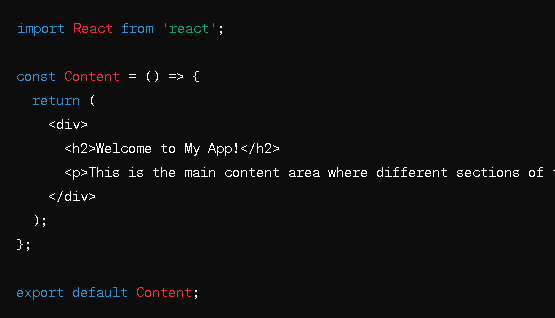 import React from 'react';
const Content = () => {
return (
<div>
<h2>Welcome to My App!</h2>
<p>This is the main content area where different sections of
</div>
);
};
export default Content;